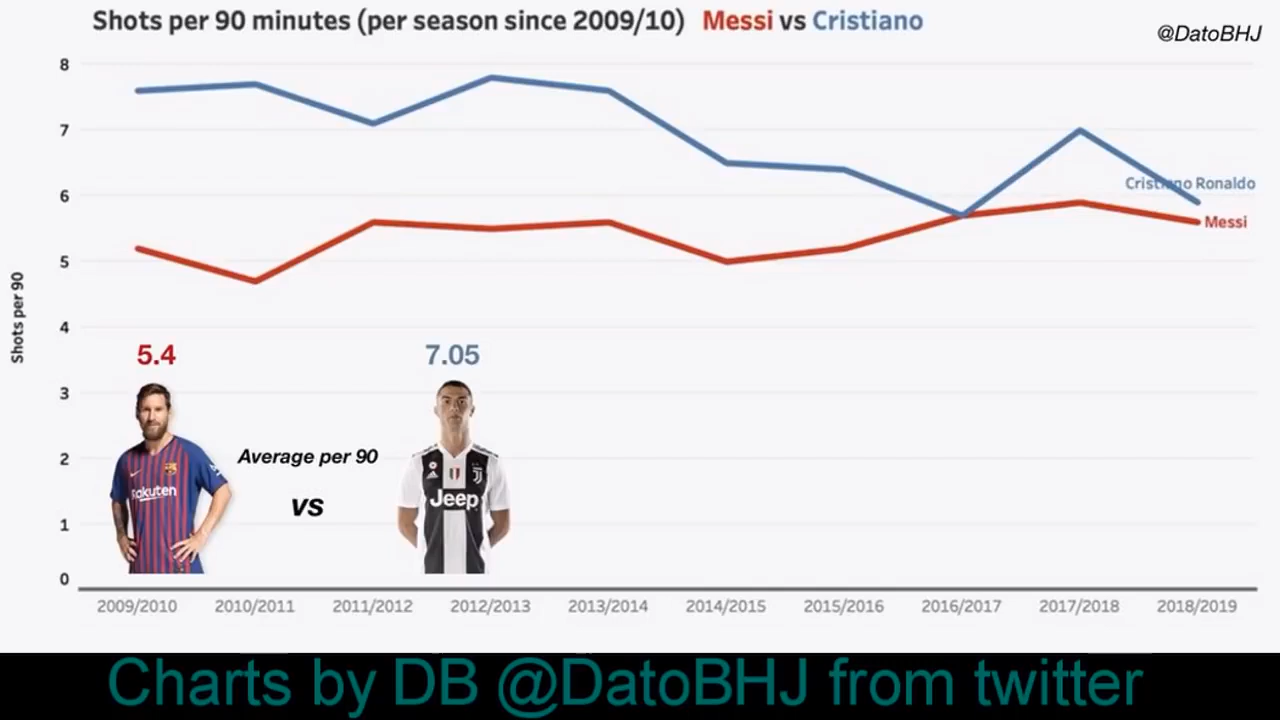 Shots per 90 minutes (per season since 2009/10) Messi vs Cristiano
@DatoBHJ
8
7
6
5
4
3
2
1
0
Shots per 90
Cristiano Ronaldo
Messi
5.4
7.05
Average per 90
vs
Rakuten
Jeep
2009/2010 2010/2011 2011/2012 2012/2013 2013/2014 2014/2015 2015/2016 2016/2017 2017/2018 2018/2019
Charts by DB @DatoBHJ from twitter